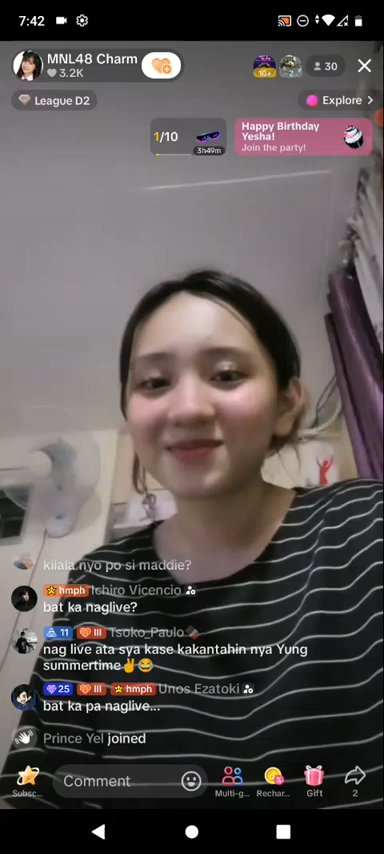 7:42
MNL48 Charm
3.2K
10+
2
30
League D2
Explore >
1/10
3h49m
Happy Birthday
Yesha!
Join the party!
kilala nyo po si maddie?
hmph Ichiro Vicencio
bat ka naglive?
11 III Tsoko_Pulo
nag live ata sya kase kakantahin nya Yung
summertime✌️😂
25 III hmph Unos Ezatoki
bat ka pa naglive...
Prince Yel joined
Comment
Subsc...
Multi-g...
Rechar...
Gift
2